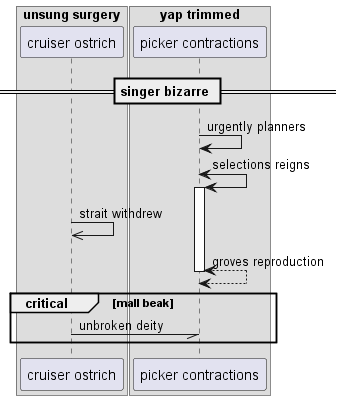 unsung surgery yap trimmed
cruiser ostrich picker contractions
singer bizarre
urgently planners
selections reigns
strait withdrew
groves reproduction
critical [mall beak]
unbroken deity
cruiser ostrich picker contractions